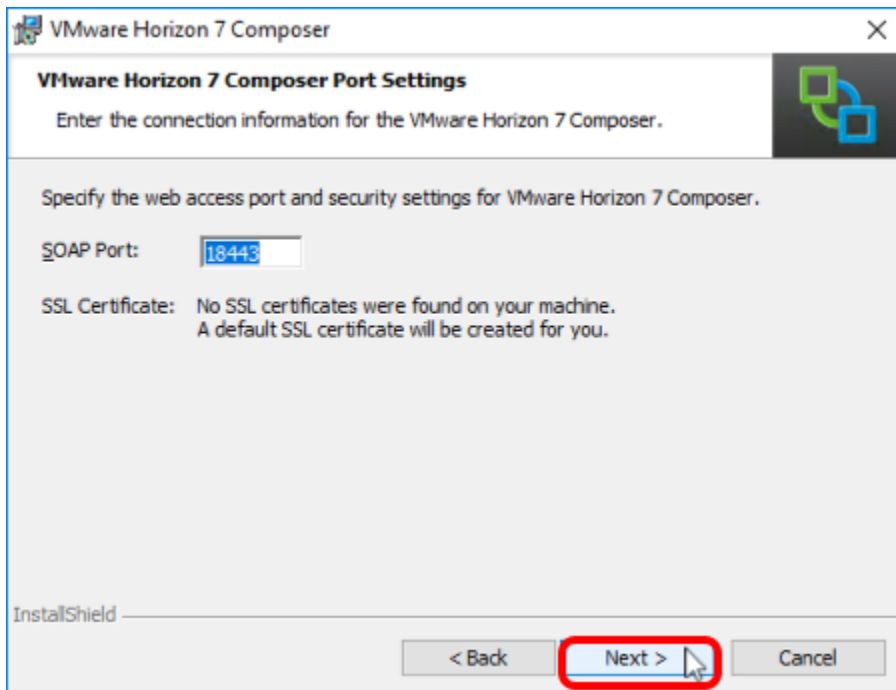 VMware Horizon 7 Composer
VMware Horizon 7 Composer Port Settings
Enter the connection information for the VMware Horizon 7 Composer.
Specify the web access port and security settings for VMware Horizon 7 Composer.
SOAP Port: 18443
SSL Certificate: No SSL certificates were found on your machine.
A default SSL certificate will be created for you.
InstallShield
< Back Next > Cancel